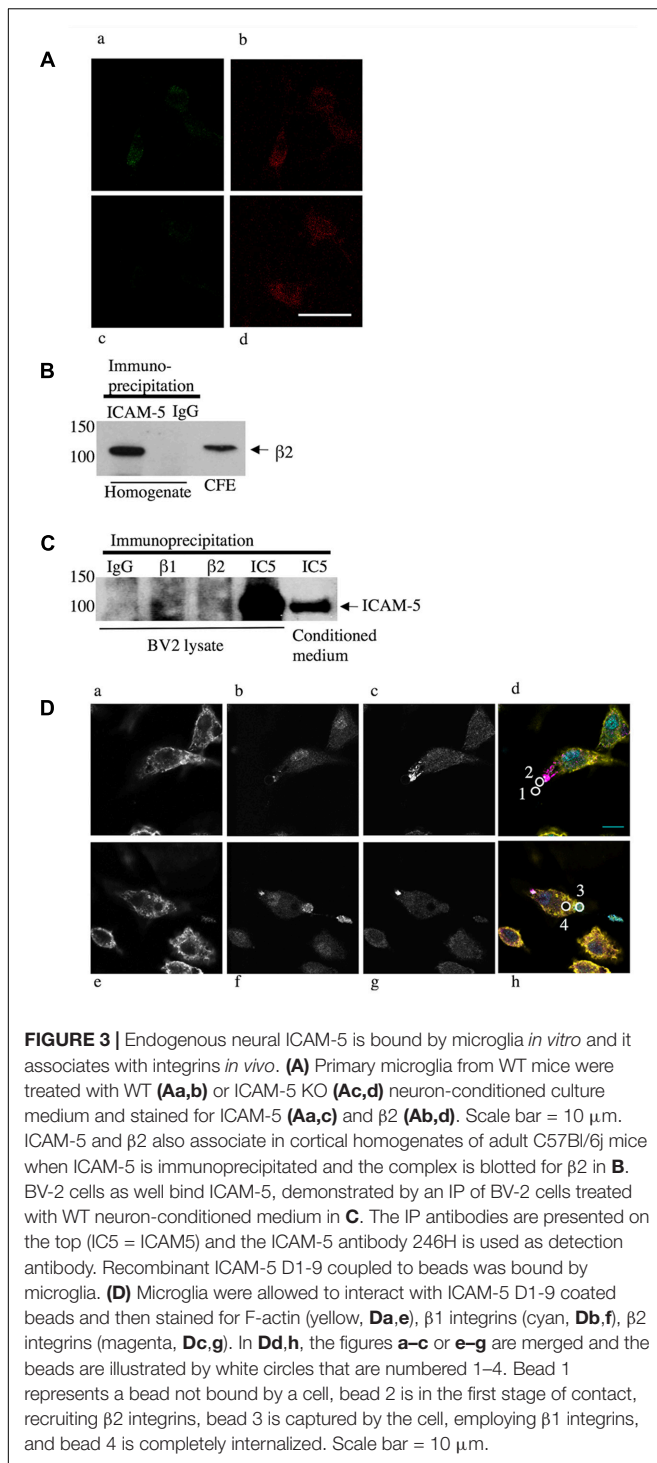 a b
A
c d
B
Immuno-
precipitation
ICAM-5 IgG
150
100
β2
Homogenate CFE
C
Immunoprecipitation
IgG β1 β2 IC5 IC5
150
100
ICAM-5
BV2 lysate
Conditioned
medium
D
a b c d
2
1
3
4
e f g h
FIGURE 3 | Endogenous neural ICAM-5 is bound by microglia in vitro and it
associates with integrins in vivo. (A) Primary microglia from WT mice were
treated with WT (Aa,b) or ICAM-5 KO (Ac,d) neuron-conditioned culture
medium and stained for ICAM-5 (Aa,c) and β2 (Ab,d). Scale bar = 10 μm.
ICAM-5 and β2 also associate in cortical homogenates of adult C57Bl/6j mice
when ICAM-5 is immunoprecipitated and the complex is blotted for β2 in B.
BV-2 cells as well bind ICAM-5, demonstrated by an IP of BV-2 cells treated
with WT neuron-conditioned medium in C. The IP antibodies are presented on
the top (IC5 = ICAM5) and the ICAM-5 antibody 246H is used as detection
antibody. Recombinant ICAM-5 D1-9 coupled to beads was bound by
microglia. (D) Microglia were allowed to interact with ICAM-5 D1-9 coated
beads and then stained for F-actin (yellow, Da,e), β1 integrins (cyan, Db,f), β2
integrins (magenta, Dc,g). In Dd,h, the figures a–c or e–g are merged and the
beads are illustrated by white circles that are numbered 1–4. Bead 1
represents a bead not bound by a cell, bead 2 is in the first stage of contact,
recruiting β2 integrins, bead 3 is captured by the cell, employing β1 integrins,
and bead 4 is completely internalized. Scale bar = 10 μm.